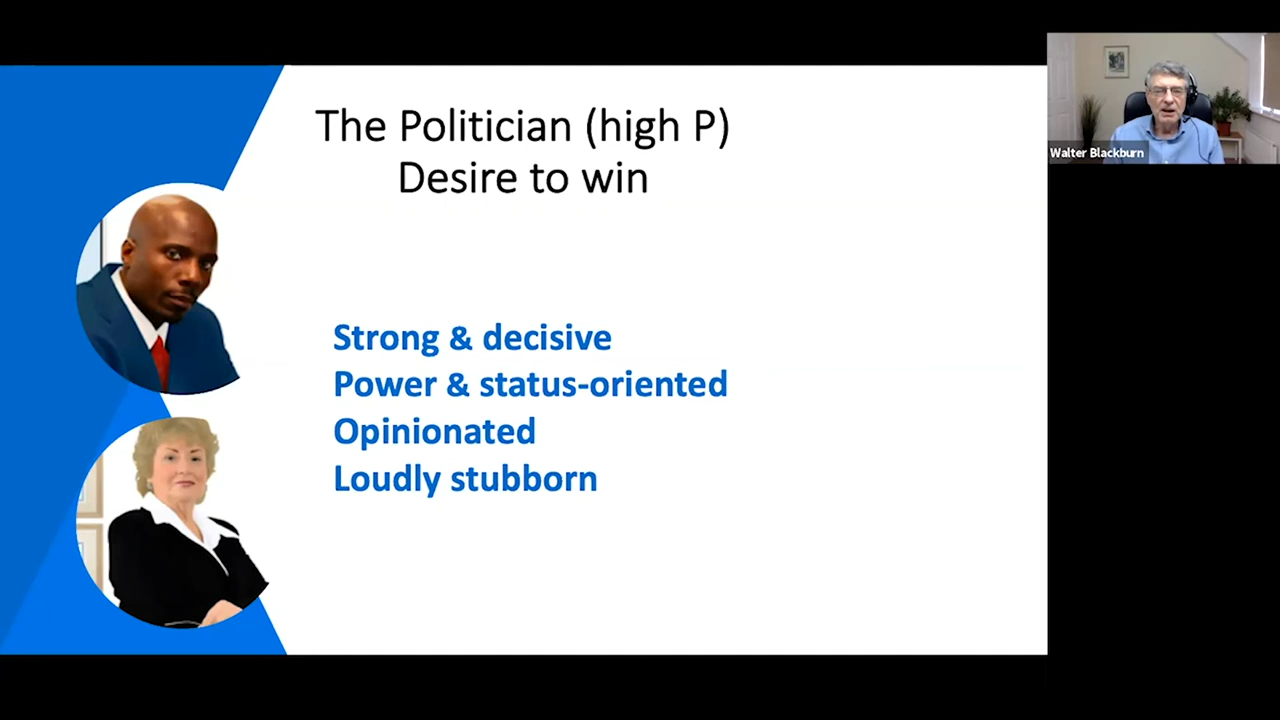 The Politician (high P)
Desire to win
Strong & decisive
Power & status-oriented
Opinionated
Loudly stubborn
Walter Blackburn